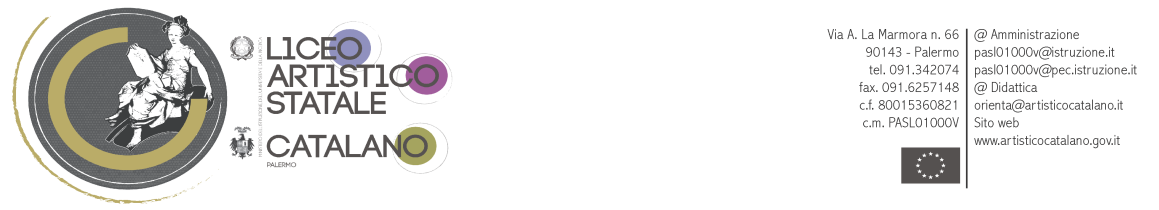 L1CEO
ART1ST1CO
STATALE
CATALANO
PALERMO
Via A. La Marmora n. 66
90143 - Palermo
tel. 091.342074
fax. 091.6257148
c.f. 80015360821
c.m. PASL01000V
@ Amministrazione
pasl01000v@istruzione.it
pasl01000v@pec.istruzione.it
@ Didattica
orienta@artisticocatalano.it
Sito web
www.artisticocatalano.gov.it